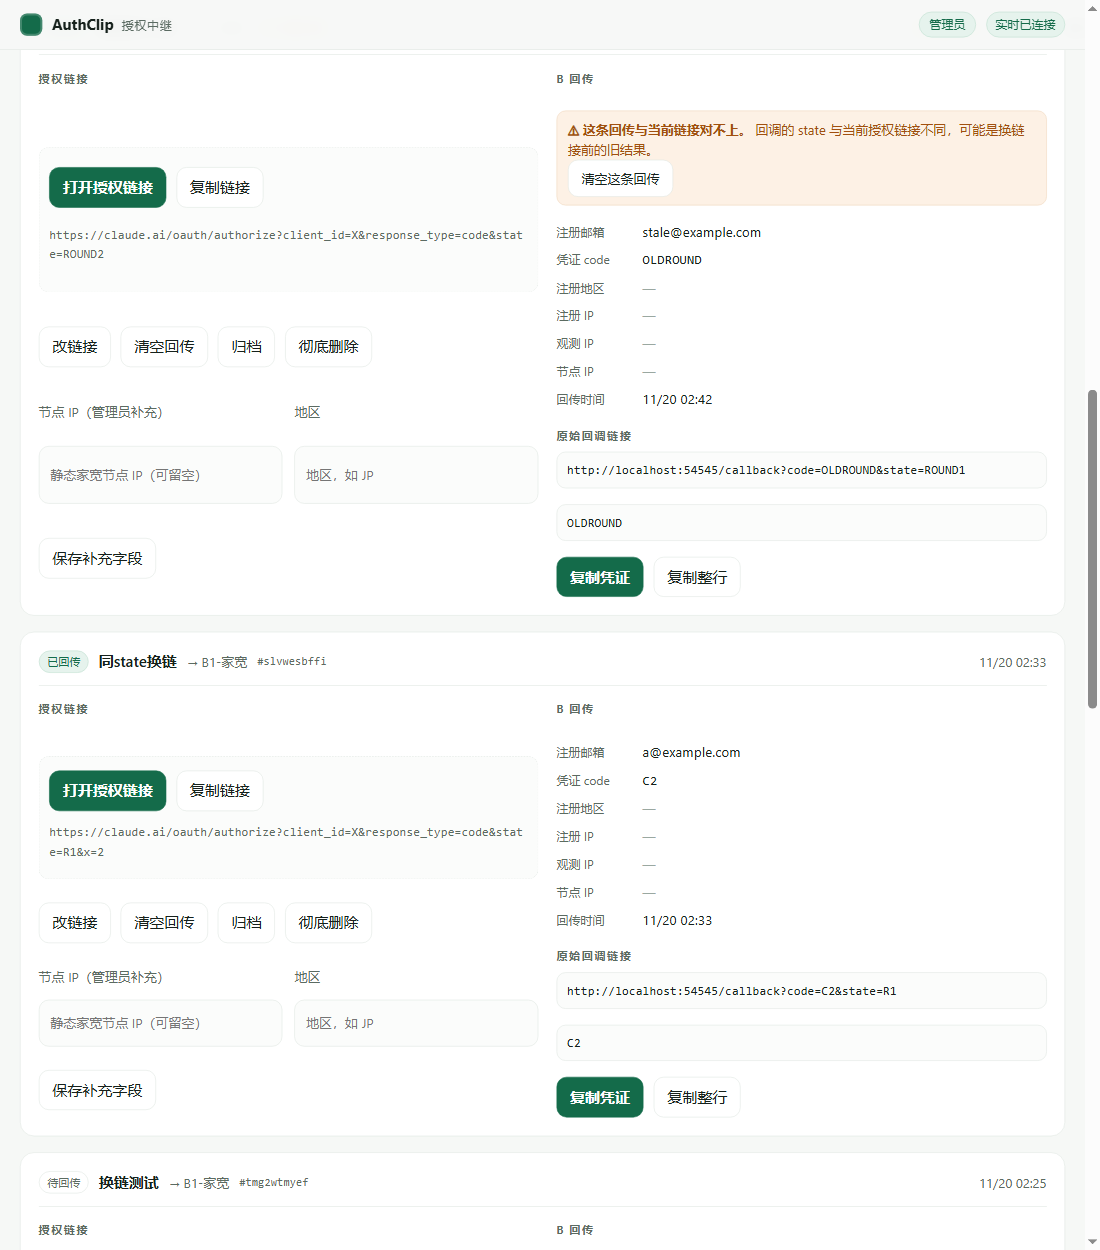 AuthClip 授权中继
管理员
实时已连接
授权链接
打开授权链接
复制链接
https://claude.ai/oauth/authorize?client_id=X&response_type=code&stat
e=ROUND2
改链接
清空回传
归档
彻底删除
节点 IP（管理员补充）
地区
静态家宽节点 IP（可留空）
地区，如 JP
保存补充字段
B 回传
⚠ 这条回传与当前链接对不上。 回调的 state 与当前授权链接不同，可能是换链
接前的旧结果。
清空这条回传
注册邮箱 stale@example.com
凭证 code OLDROUND
注册地区 —
注册 IP —
观测 IP —
节点 IP —
回传时间 11/20 02:42
原始回调链接
http://localhost:54545/callback?code=OLDROUND&state=ROUND1
OLDROUND
复制凭证
复制整行
已回传 同state换链 → B1-家宽 #slvwesbffi 11/20 02:33
授权链接
打开授权链接
复制链接
https://claude.ai/oauth/authorize?client_id=X&response_type=code&stat
e=R1&x=2
改链接
清空回传
归档
彻底删除
节点 IP（管理员补充）
地区
静态家宽节点 IP（可留空）
地区，如 JP
保存补充字段
B 回传
注册邮箱 a@example.com
凭证 code C2
注册地区 —
注册 IP —
观测 IP —
节点 IP —
回传时间 11/20 02:33
原始回调链接
http://localhost:54545/callback?code=C2&state=R1
C2
复制凭证
复制整行
待回传 换链测试 → B1-家宽 #tmg2wtmyef 11/20 02:25
授权链接
B 回传